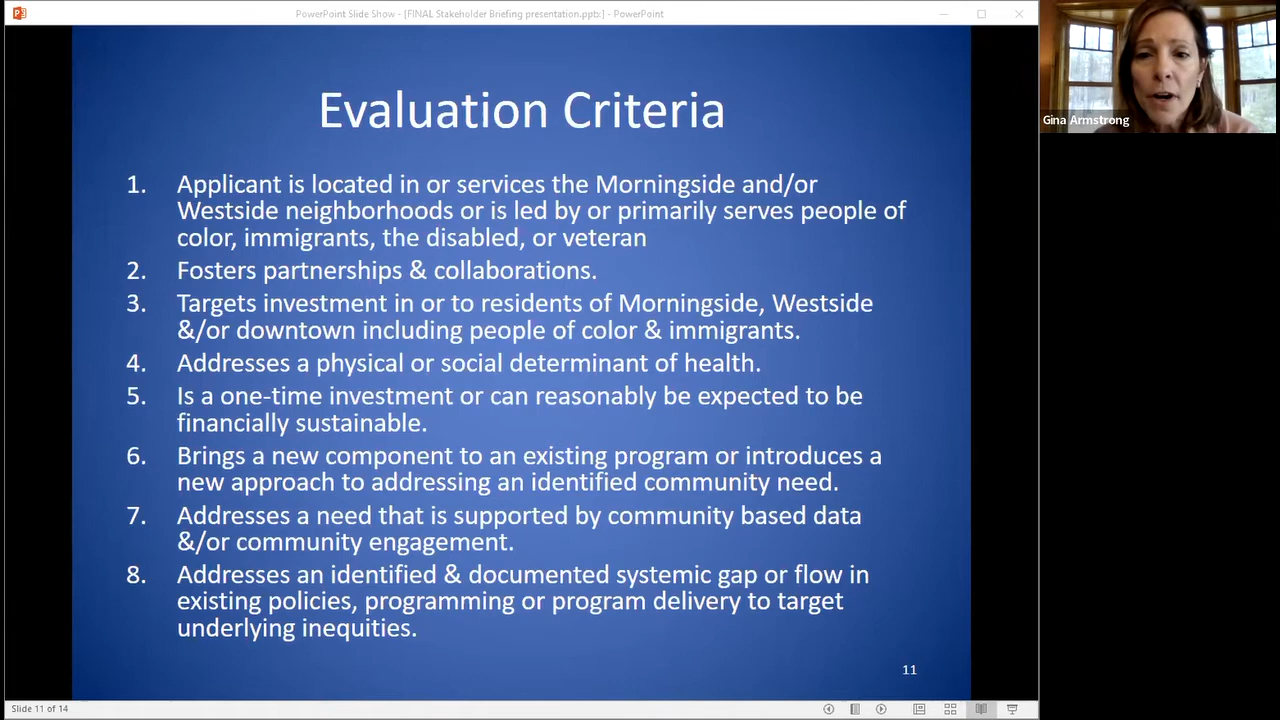 PowerPoint Slide Show - [FINAL Stakeholder Briefing presentation.pptx] - PowerPoint
Evaluation Criteria
1. Applicant is located in or services the Morningside and/or
Westside neighborhoods or is led by or primarily serves people of
color, immigrants, the disabled, or veteran
2. Fosters partnerships & collaborations.
3. Targets investment in or to residents of Morningside, Westside
&/or downtown including people of color & immigrants.
4. Addresses a physical or social determinant of health.
5. Is a one-time investment or can reasonably be expected to be
financially sustainable.
6. Brings a new component to an existing program or introduces a
new approach to addressing an identified community need.
7. Addresses a need that is supported by community based data
&/or community engagement.
8. Addresses an identified & documented systemic gap or flow in
existing policies, programming or program delivery to target
underlying inequities.
11
Slide 11 of 14
Gina Armstrong